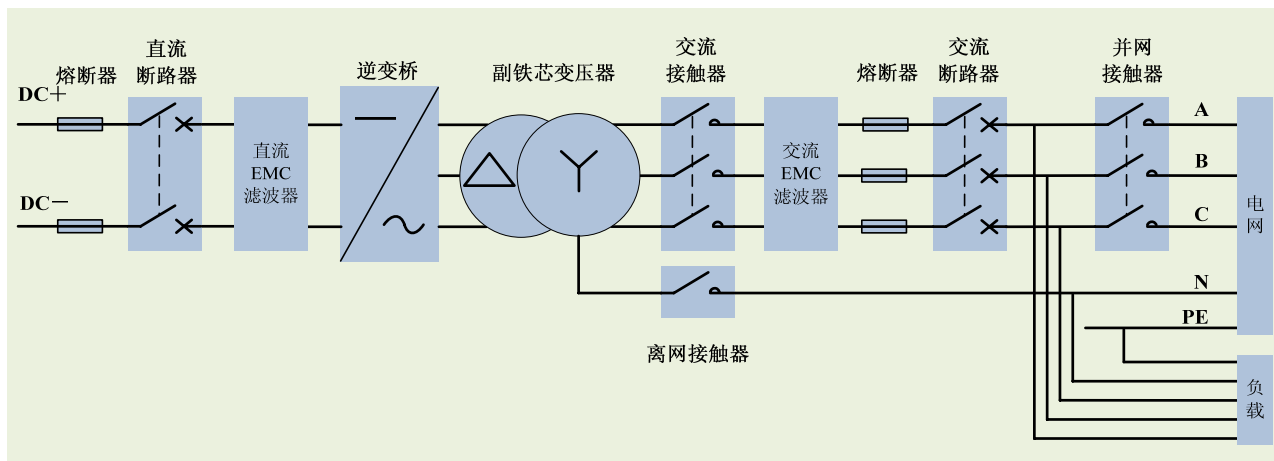 DC+
熔断器
直流
断路器
直流
EMC
滤波器
DC−
逆变桥
副铁芯变压器
交流
接触器
交流
EMC
滤波器
熔断器
交流
断路器
并网
接触器
A
B
C
N
PE
电
网
离网接触器
负
载